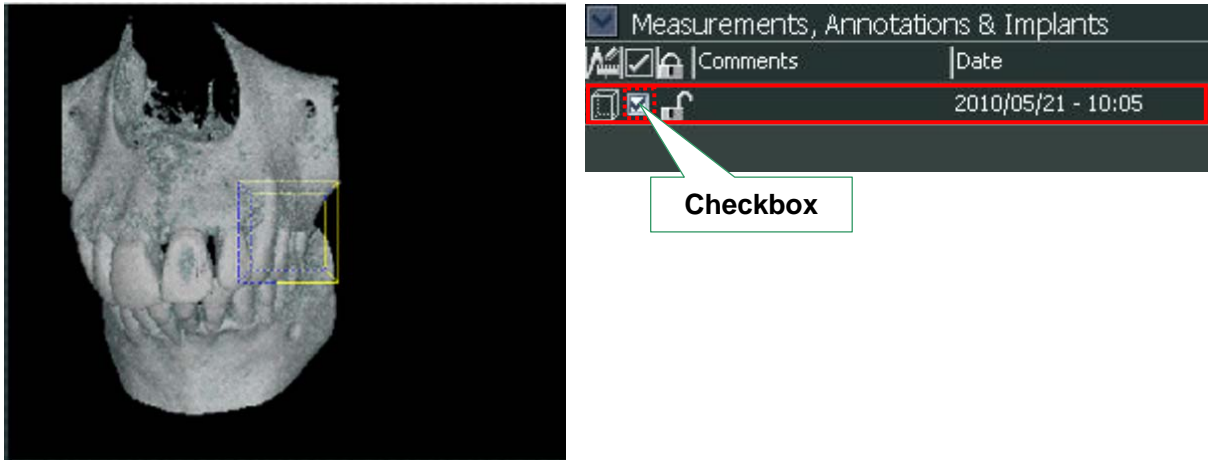 Measurements, Annotations & Implants
Comments Date
2010/05/21 - 10:05
Checkbox